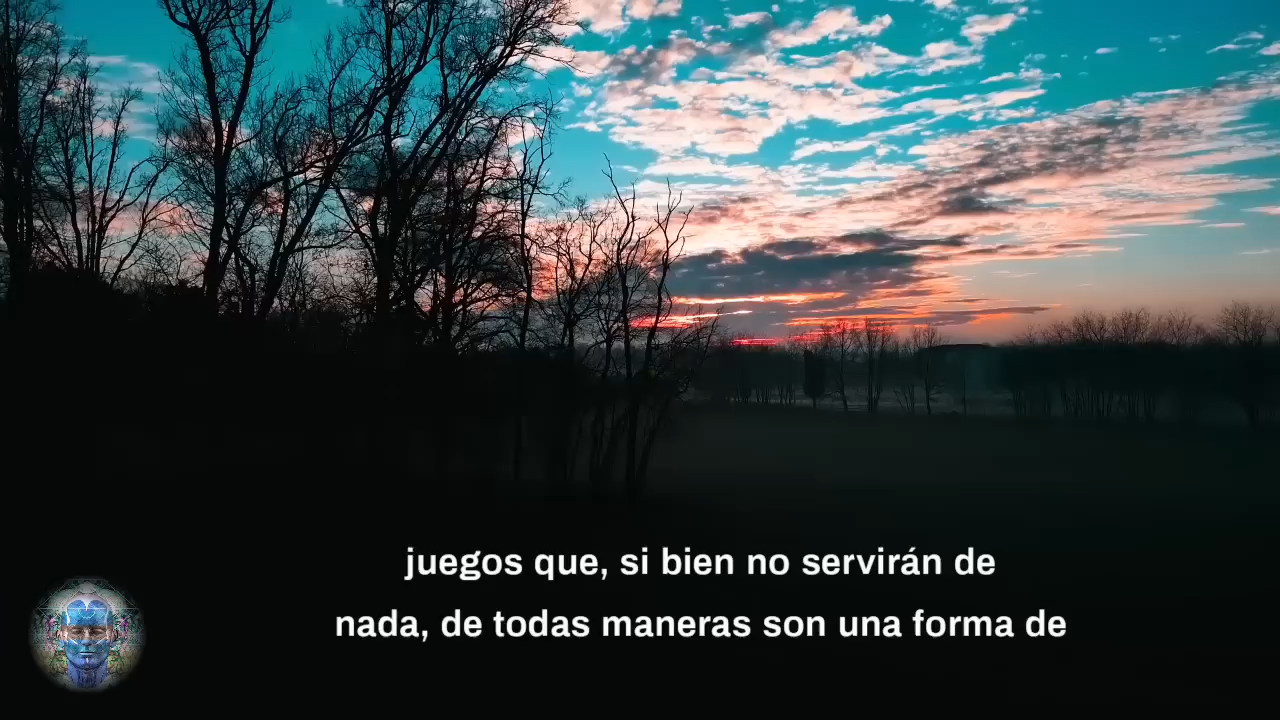 juegos que, si bien no servirán de
nada, de todas maneras son una forma de